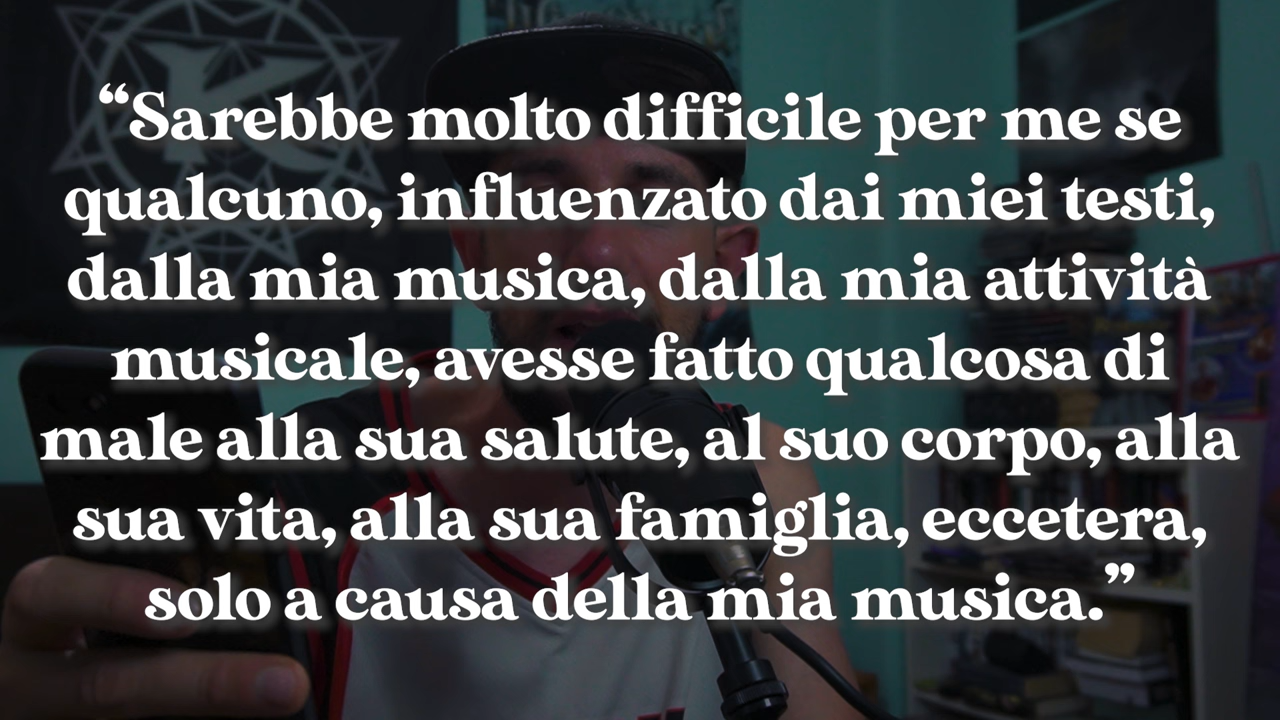 “Sarebbe molto difficile per me se
qualcuno, influenzato dai miei testi,
dalla mia musica, dalla mia attività
musicale, avesse fatto qualcosa di
male alla sua salute, al suo corpo, alla
sua vita, alla sua famiglia, eccetera,
solo a causa della mia musica.”